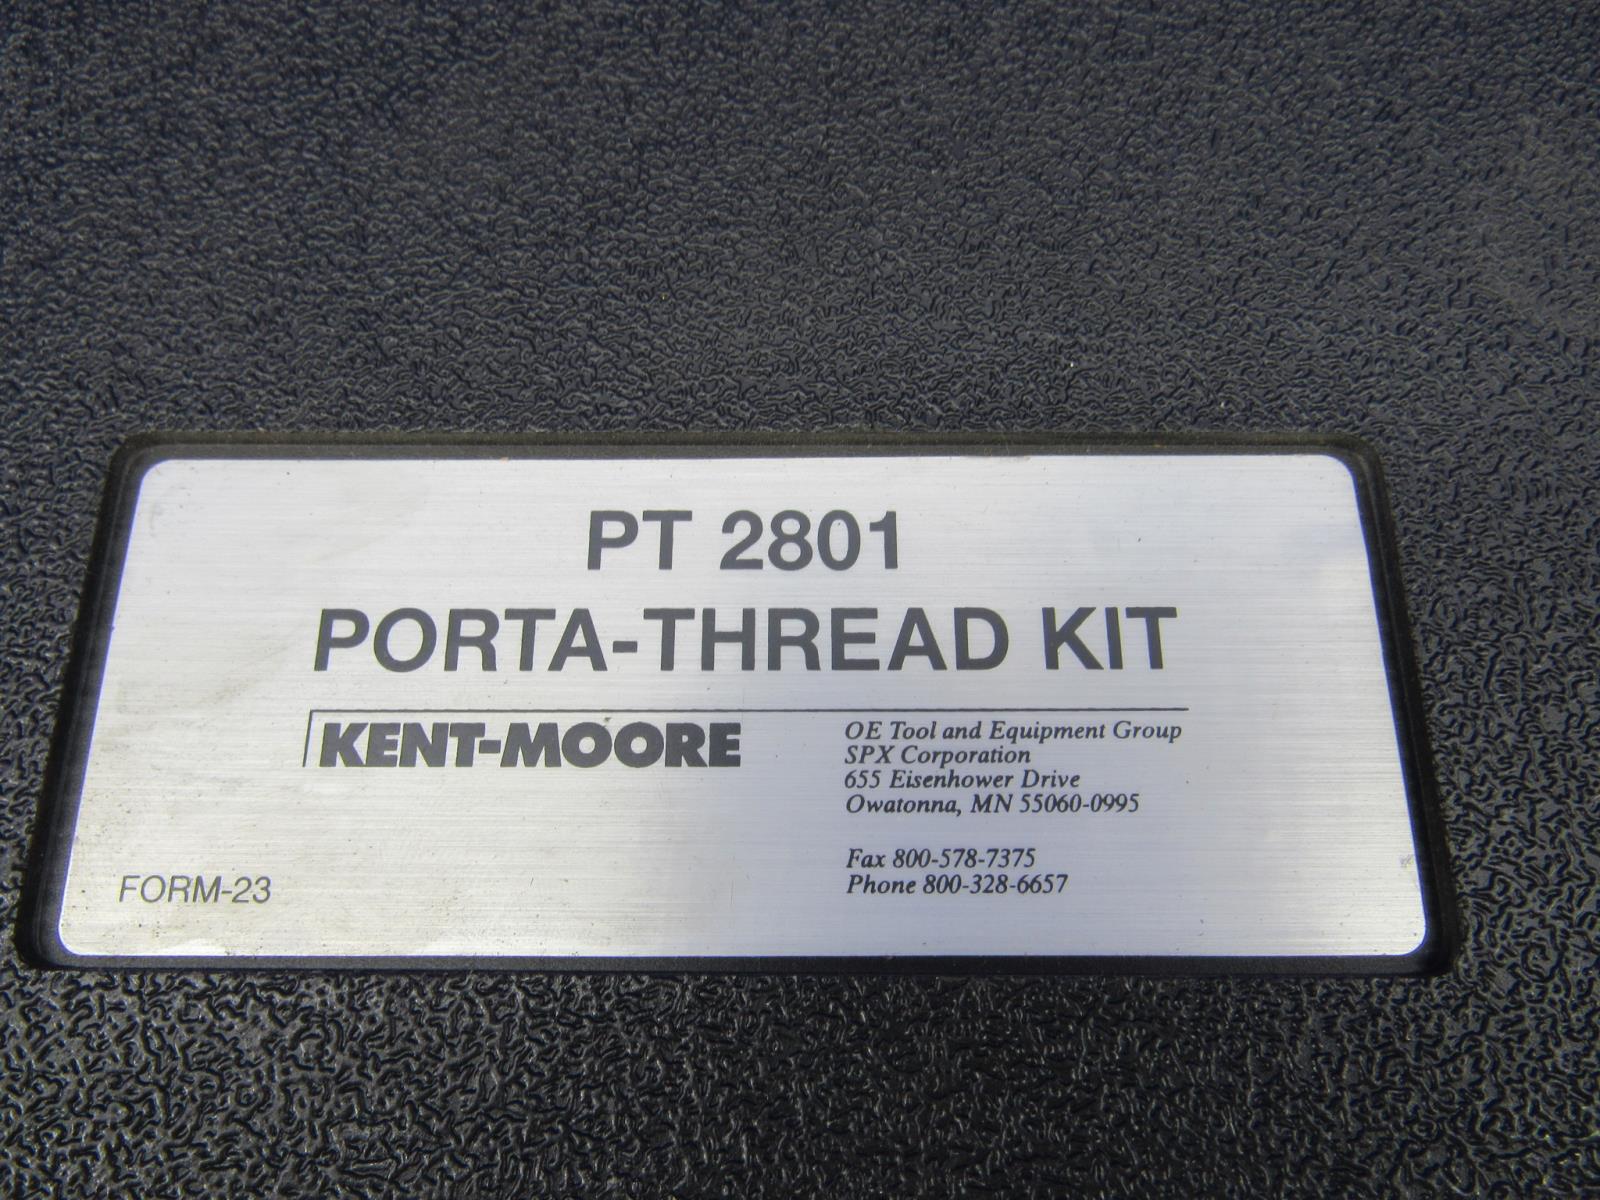 PT 2801
PORTA-THREAD KIT
KENT-MOORE
OE Tool and Equipment Group
SPX Corporation
655 Eisenhower Drive
Owatonna, MN 55060-0995
Fax 800-578-7375
Phone 800-328-6657
FORM-23